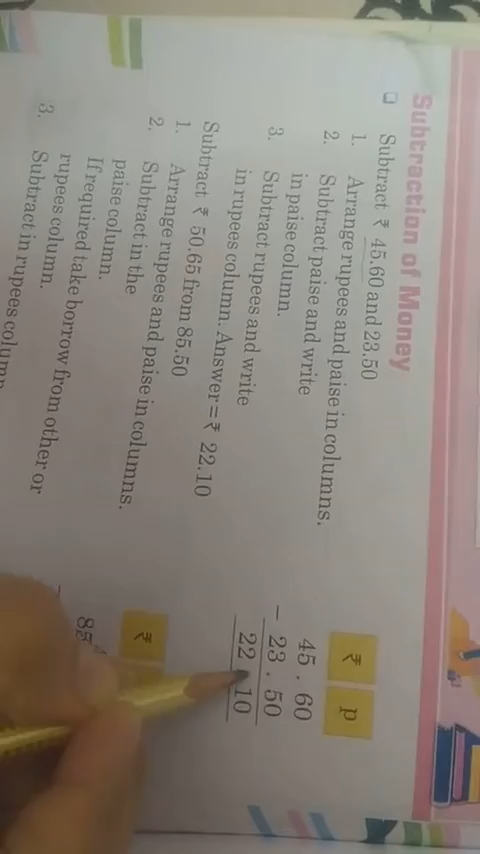 Subtraction of Money
Subtract ₹ 45.60 and 23.50
1. Arrange rupees and paise in columns.
2. Subtract paise and write
in paise column.
3. Subtract rupees and write
in rupees column. Answer = ₹ 22.10
Subtract ₹ 50.65 from 85.50
1. Arrange rupees and paise in columns.
2. Subtract in the
paise column.
If required take borrow from other or
rupees column.
3. Subtract in rupees column
₹ p
45 . 60
- 23 . 50
22 10
₹
85